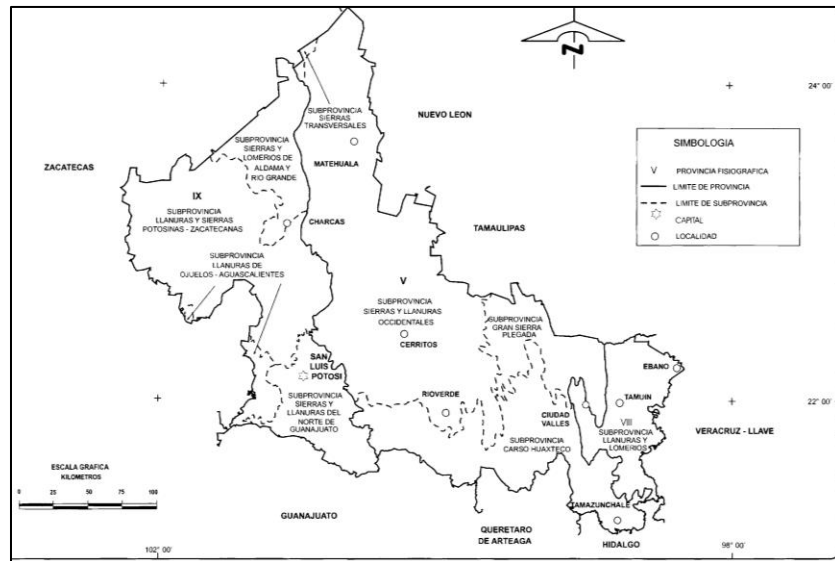 N
24° 00'
NUEVO LEON
SUBPROVINCIA
SIERRAS
TRANSVERSALES
MATEHUALA
SIMBOLOGIA
V PROVINCIA FISIOGRAFICA
LIMITE DE PROVINCIA
LIMITE DE SUBPROVINCIA
CAPITAL
LOCALIDAD
ZACATECAS
SUBPROVINCIA
SIERRAS Y
LOMERIOS DE
ALDAMA Y
RIO GRANDE
IX
SUBPROVINCIA
LLANURAS Y SIERRAS
POTOSINAS - ZACATECANAS
CHARCAS
TAMAULIPAS
SUBPROVINCIA
LLANURAS DE
OJUELOS - AGUASCALIENTES
V
SUBPROVINCIA
SIERRAS Y LLANURAS
OCCIDENTALES
CERRITOS
SUBPROVINCIA
GRAN SIERRA
PLEGADA
SAN
LUIS
POTOSI
EBANO
SUBPROVINCIA
SIERRAS Y
LLANURAS DEL
NORTE DE
GUANAJUATO
RIOVERDE
CIUDAD
VALLES
TAMUIN
22° 00'
VIII
SUBPROVINCIA
LLANURAS Y
LOMERIOS
VERACRUZ - LLAVE
SUBPROVINCIA
CARSO HUAXTECO
ESCALA GRAFICA
KILOMETROS
0 25 50 75 100
GUANAJUATO
QUERETARO
DE ARTEAGA
TAMAZUNCHALE
HIDALGO
102° 00'
98° 00'